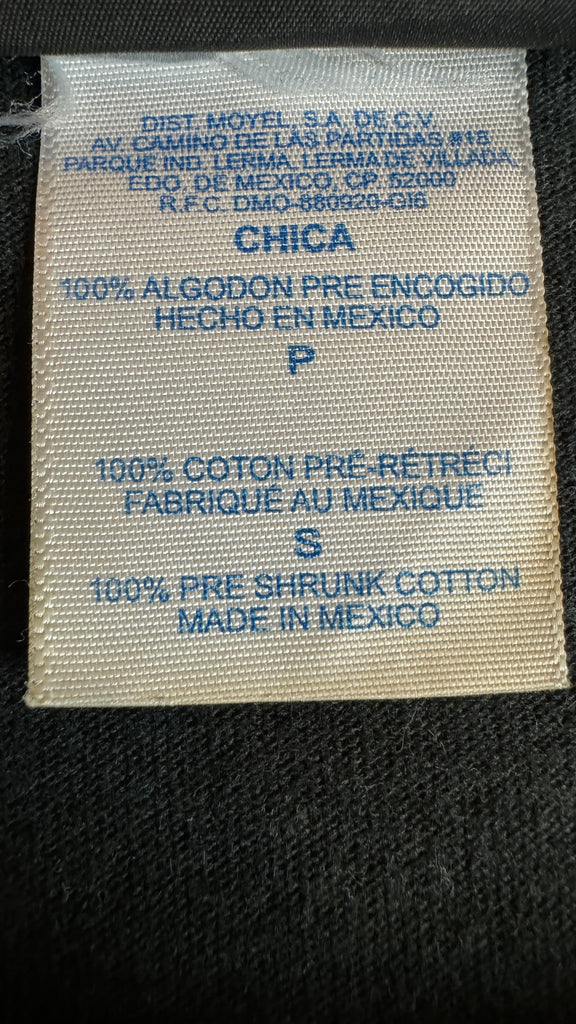 DIST. MOYEL, S.A. DE C.V.
AV. CAMINO DE LAS PARTIDAS #18
PARQUE IND. LERMA, LERMA DE VILLADA,
EDO. DE MEXICO, CP. 52000
R.F.C. DMO-880920-GI6
CHICA
100% ALGODON PRE ENCOGIDO
HECHO EN MEXICO
P
100% COTON PRÉ-RÉTRÉCI
FABRIQUÉ AU MEXIQUE
S
100% PRE SHRUNK COTTON
MADE IN MEXICO